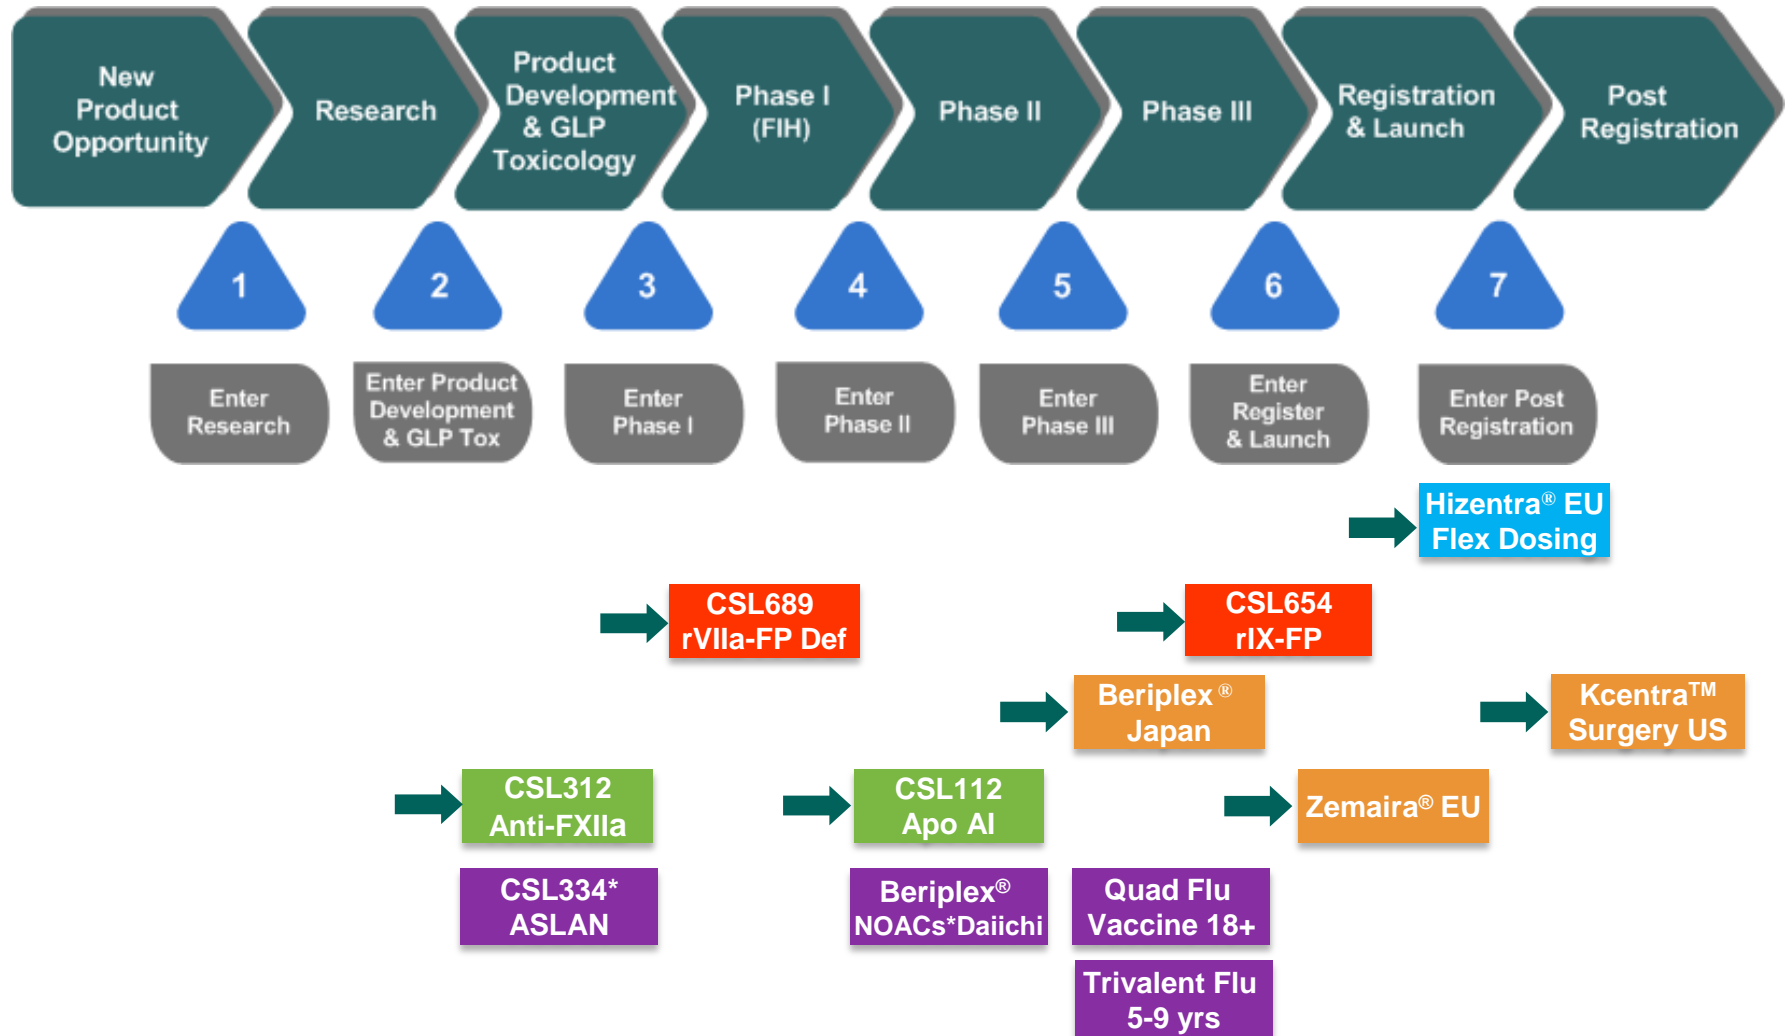 New
Product
Opportunity
Research
Product
Development
& GLP
Toxicology
Phase I
(FIH)
Phase II
Phase III
Registration
& Launch
Post
Registration
1
2
3
4
5
6
7
Enter
Research
Enter Product
Development
& GLP Tox
Enter
Phase I
Enter
Phase II
Enter
Phase III
Enter
Register
& Launch
Enter Post
Registration
Hizentra® EU
Flex Dosing
CSL689
rVIIa-FP Def
CSL654
rIX-FP
Beriplex ®
Japan
Kcentra™
Surgery US
CSL312
Anti-FXIIa
CSL112
Apo AI
Zemaira® EU
CSL334*
ASLAN
Beriplex®
NOACs*Daiichi
Quad Flu
Vaccine 18+
Trivalent Flu
5-9 yrs